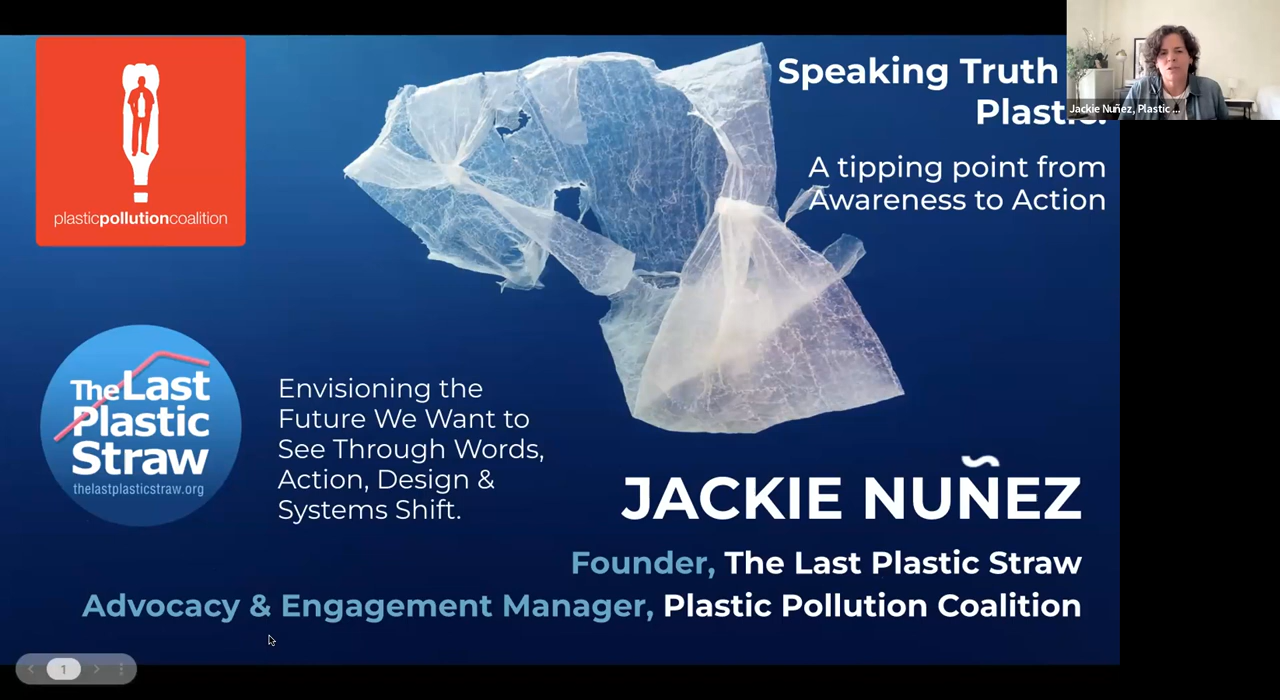 plasticpollutioncoalition
Speaking Truth
Plastic.
Jackie Nuñez, Plastic ...
A tipping point from
Awareness to Action
The Last
Plastic
Straw
thelastplasticstraw.org
Envisioning the
Future We Want to
See Through Words,
Action, Design &
Systems Shift.
JACKIE NUÑEZ
Founder, The Last Plastic Straw
Advocacy & Engagement Manager, Plastic Pollution Coalition
1